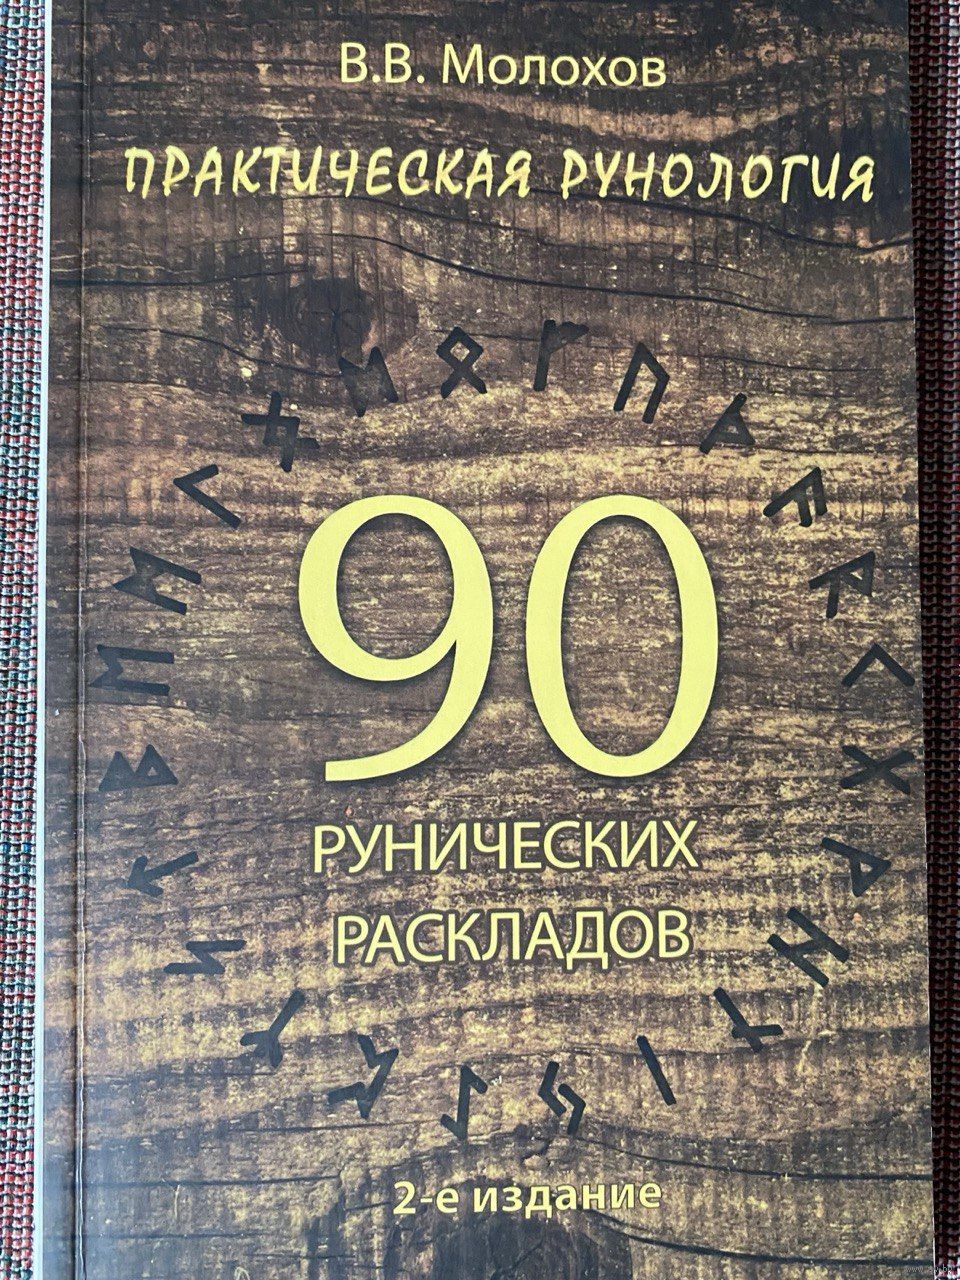 В.В. Молохов
ПРАКТИЧЕСКАЯ РУНОЛОГИЯ
90
РУНИЧЕСКИХ
РАСКЛАДОВ
2-е издание